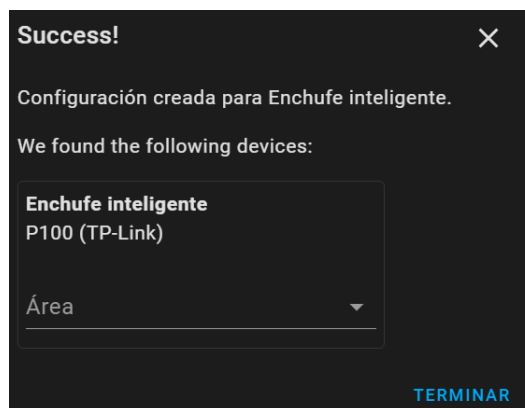 Success!
Configuración creada para Enchufe inteligente.
We found the following devices:
Enchufe inteligente
P100 (TP-Link)
Área
TERMINAR